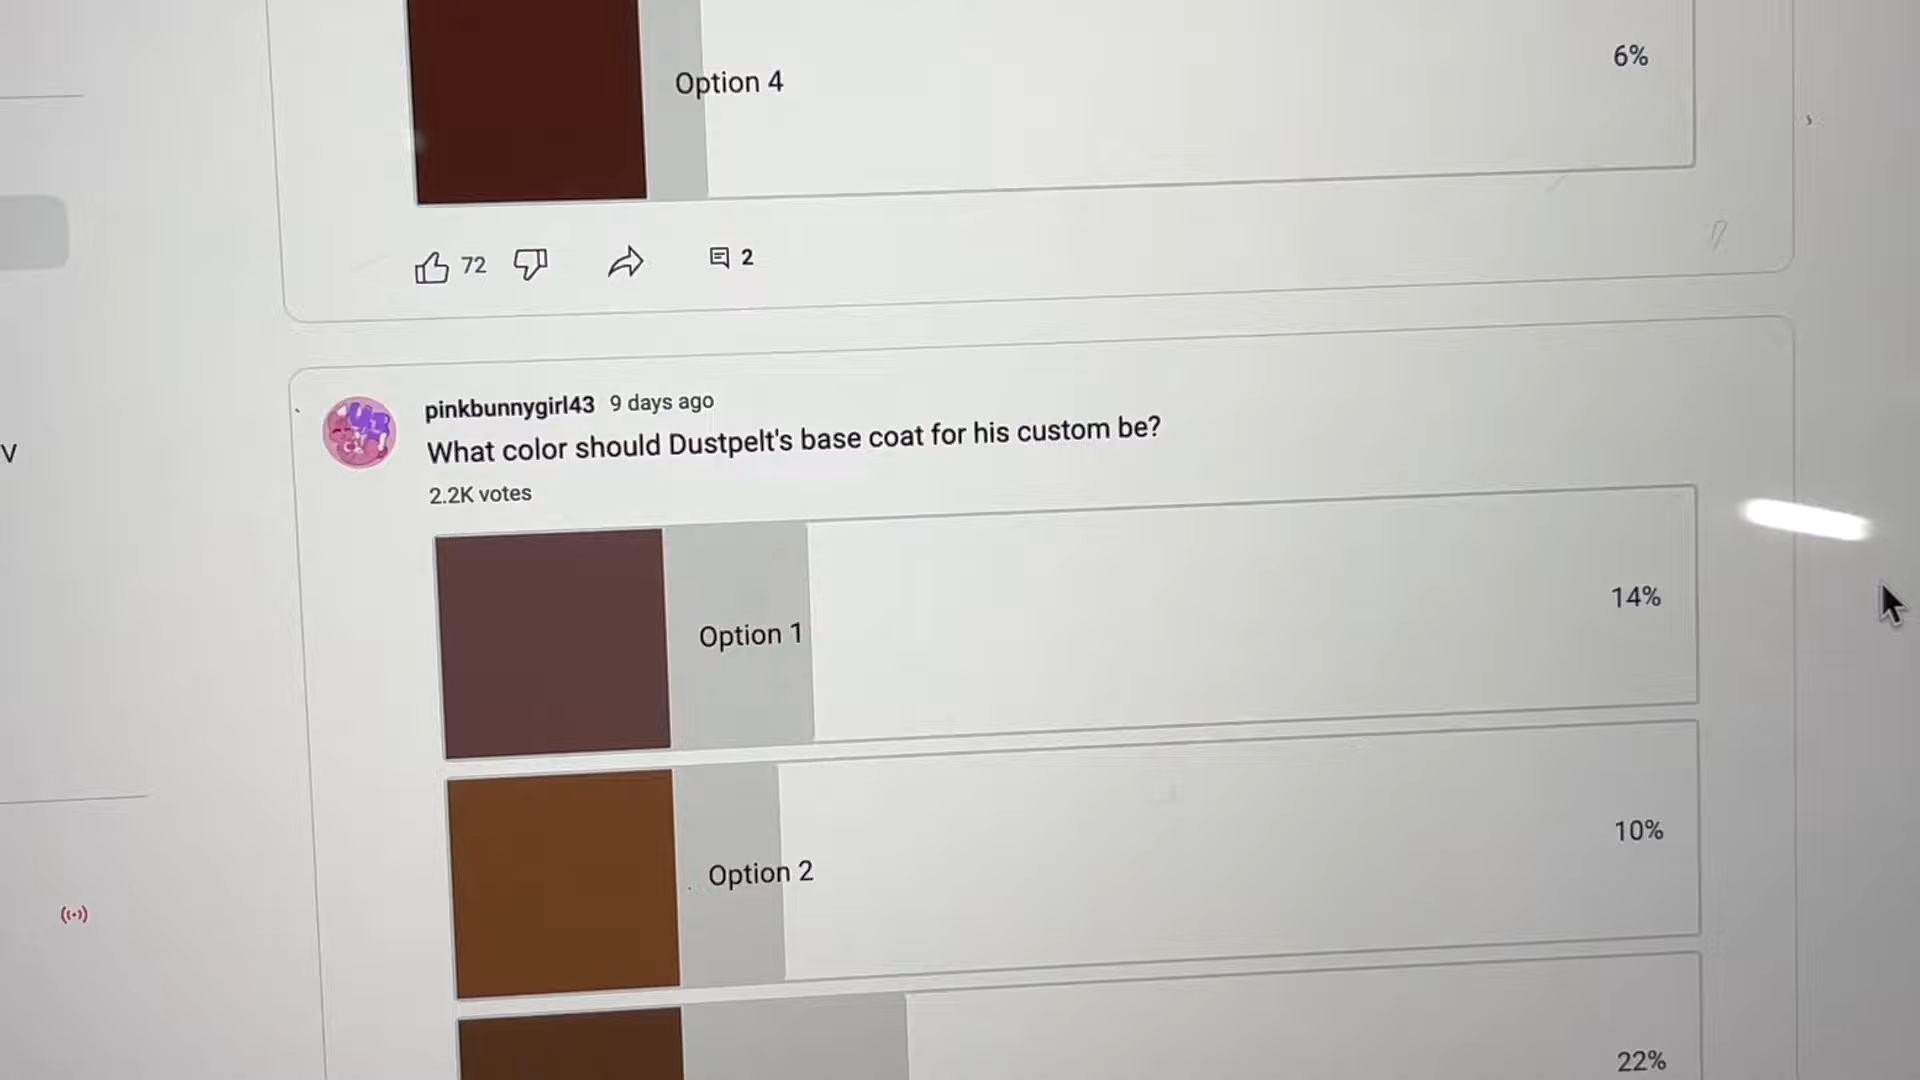 Option 4
6%
72
2
pinkbunnygirl43 9 days ago
What color should Dustpelt's base coat for his custom be?
2.2K votes
Option 1
14%
Option 2
10%
22%
V